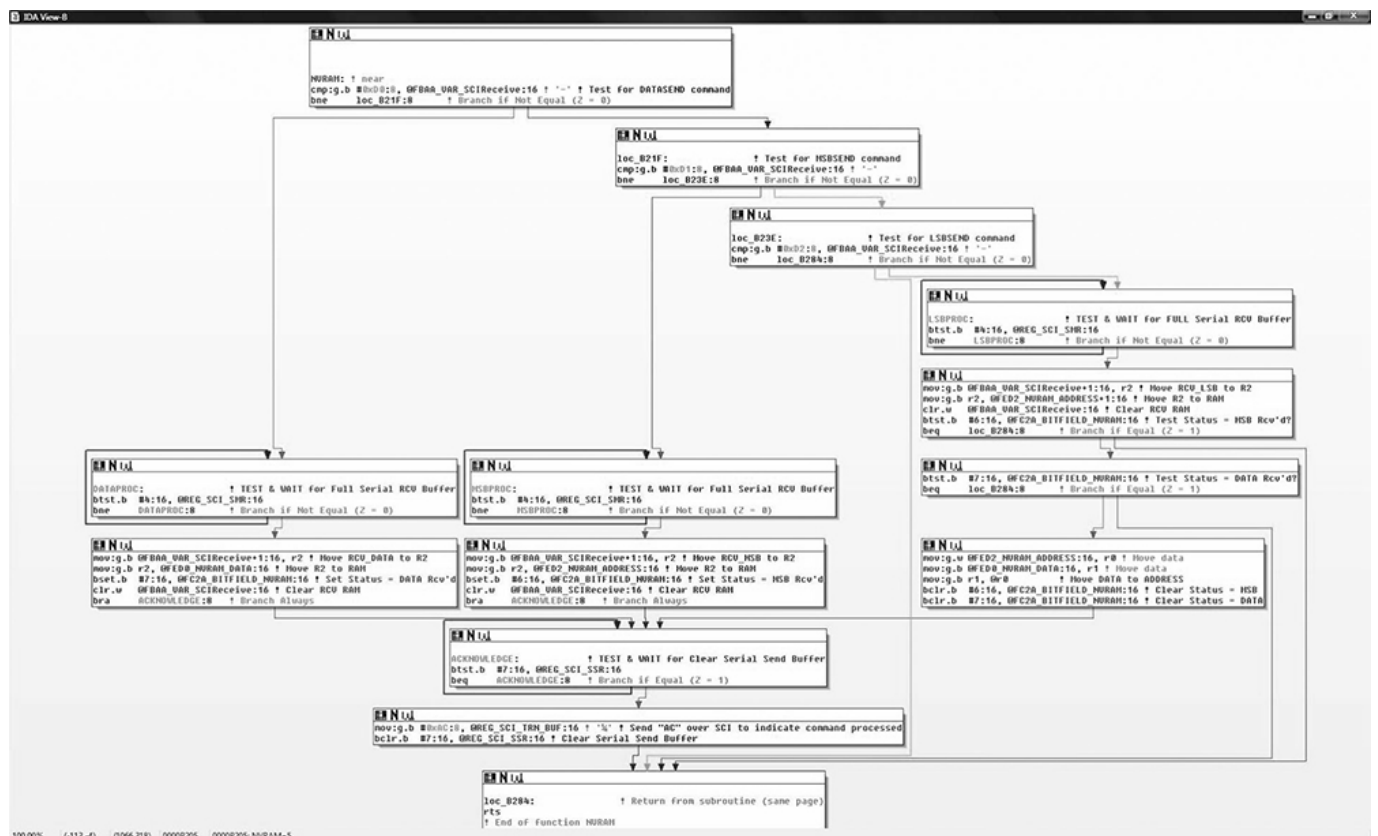 IDA View-B
NVRAM: ! near
cmp:g.b #0xD0:8, @FBAA_VAR_SCIReceive:16 ! '-' ! Test for DATASEND command
bne loc_B21F:8 ! Branch if Not Equal (Z = 0)
loc_B21F: ! Test for MSBSEND command
cmp:g.b #0xD1:8, @FBAA_VAR_SCIReceive:16 ! '-'
bne loc_B23E:8 ! Branch if Not Equal (Z = 0)
loc_B23E: ! Test for LSBSEND command
cmp:g.b #0xD2:8, @FBAA_VAR_SCIReceive:16 ! '-'
bne loc_B284:8 ! Branch if Not Equal (Z = 0)
LSBPROC: ! TEST & WAIT for FULL Serial RCV Buffer
btst.b #4:16, @REG_SCI_SMR:16
bne LSBPROC:8 ! Branch if Not Equal (Z = 0)
mov:g.b @FBAA_VAR_SCIReceive+1:16, r2 ! Move RCV_LSB to R2
mov:g.b r2, @FED2_NVRAM_ADDRESS+1:16 ! Move R2 to RAM
clr.w @FBAA_VAR_SCIReceive:16 ! Clear RCV RAM
btst.b #6:16, @FC2A_BITFIELD_NVRAM:16 ! Test Status = MSB Rcv'd?
beq loc_B284:8 ! Branch if Equal (Z = 1)
DATAPROC: ! TEST & WAIT for Full Serial RCV Buffer
btst.b #4:16, @REG_SCI_SMR:16
bne DATAPROC:8 ! Branch if Not Equal (Z = 0)
MSBPROC: ! TEST & WAIT for Full Serial RCV Buffer
btst.b #4:16, @REG_SCI_SMR:16
bne MSBPROC:8 ! Branch if Not Equal (Z = 0)
btst.b #7:16, @FC2A_BITFIELD_NVRAM:16 ! Test Status = DATA Rcv'd?
beq loc_B284:8 ! Branch if Equal (Z = 1)
mov:g.b @FBAA_VAR_SCIReceive+1:16, r2 ! Move RCV_DATA to R2
mov:g.b r2, @FED0_NVRAM_DATA:16 ! Move R2 to RAM
bset.b #7:16, @FC2A_BITFIELD_NVRAM:16 ! Set Status = DATA Rcv'd
clr.w @FBAA_VAR_SCIReceive:16 ! Clear RCV RAM
bra ACKNOWLEDGE:8 ! Branch Always
mov:g.b @FBAA_VAR_SCIReceive+1:16, r2 ! Move RCV_MSB to R2
mov:g.b r2, @FED2_NVRAM_ADDRESS:16 ! Move R2 to RAM
bset.b #6:16, @FC2A_BITFIELD_NVRAM:16 ! Set Status = MSB Rcv'd
clr.w @FBAA_VAR_SCIReceive:16 ! Clear RCV RAM
bra ACKNOWLEDGE:8 ! Branch Always
mov:g.w @FED2_NVRAM_ADDRESS:16, r0 ! Move data
mov:g.b @FED0_NVRAM_DATA:16, r1 ! Move data
mov:g.b r1, @r0 ! Move DATA to ADDRESS
bclr.b #6:16, @FC2A_BITFIELD_NVRAM:16 ! Clear Status = MSB
bclr.b #7:16, @FC2A_BITFIELD_NVRAM:16 ! Clear Status = DATA
ACKNOWLEDGE: ! TEST & WAIT for Clear Serial Send Buffer
btst.b #7:16, @REG_SCI_SSR:16
beq ACKNOWLEDGE:8 ! Branch if Equal (Z = 1)
mov:g.b #0xAC:8, @REG_SCI_TRN_BUF:16 ! '¼' ! Send "AC" over SCI to indicate command processed
bclr.b #7:16, @REG_SCI_SSR:16 ! Clear Serial Send Buffer
loc_B284: ! Return from subroutine (same page)
rts
! End of function NVRAM